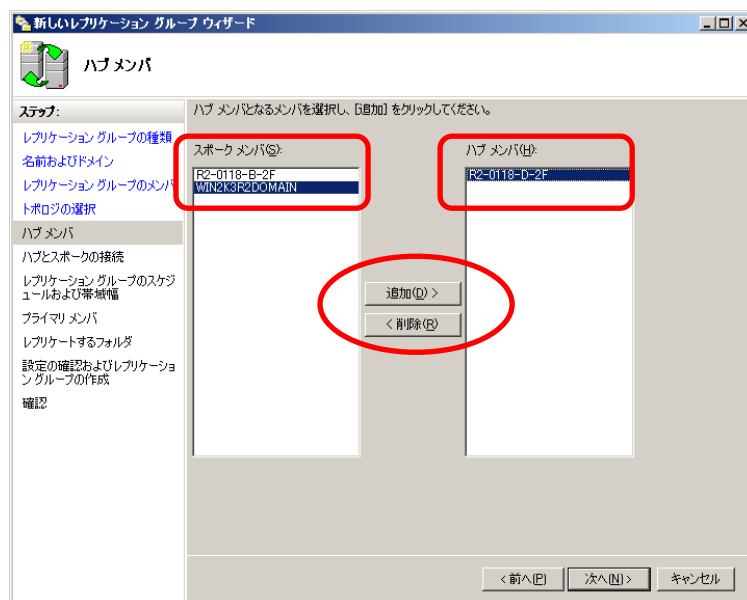 新しいレプリケーション グループ ウィザード
ハブ メンバ
ステップ:
ハブ メンバとなるメンバを選択し、[追加] をクリックしてください。
レプリケーション グループの種類
名前およびドメイン
レプリケーション グループのメンバ
トポロジの選択
ハブ メンバ
ハブとスポークの接続
レプリケーション グループのスケジ
ュールおよび帯域幅
プライマリ メンバ
レプリケートするフォルダ
設定の確認およびレプリケーショ
ン グループの作成
確認
スポーク メンバ(S):
R2-0118-B-2F
WIN2K3R2DOMAIN
追加(D) >
< 削除(R)
ハブ メンバ(H):
R2-0118-D-2F
< 前へ(P)
次へ(N) >
キャンセル